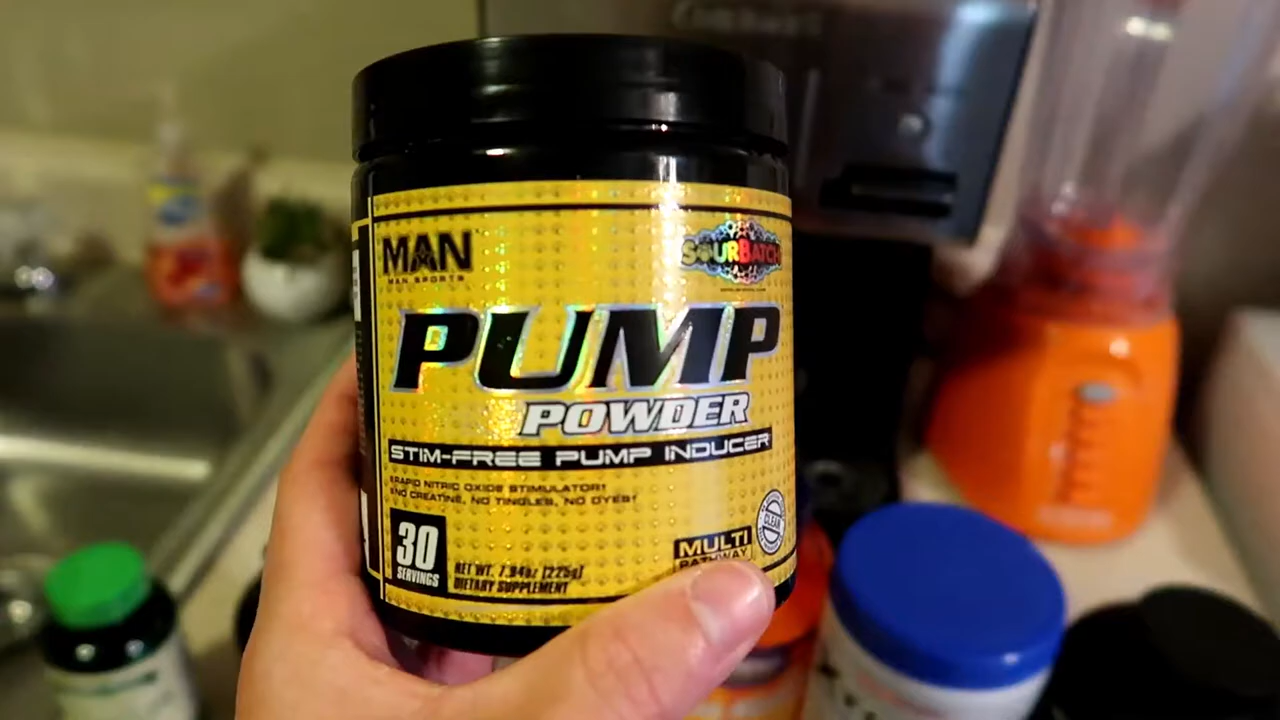 MAN
MAN SPORTS
SOURBATCH
PUMP
POWDER
STIM-FREE PUMP INDUCER
RAPID NITRIC OXIDE STIMULATOR†
NO CREATINE, NO TINGLES, NO DYES†
30
SERVINGS
NET WT. 7.94oz (225g)
DIETARY SUPPLEMENT
MULTI
PATHWAY
CLEAN